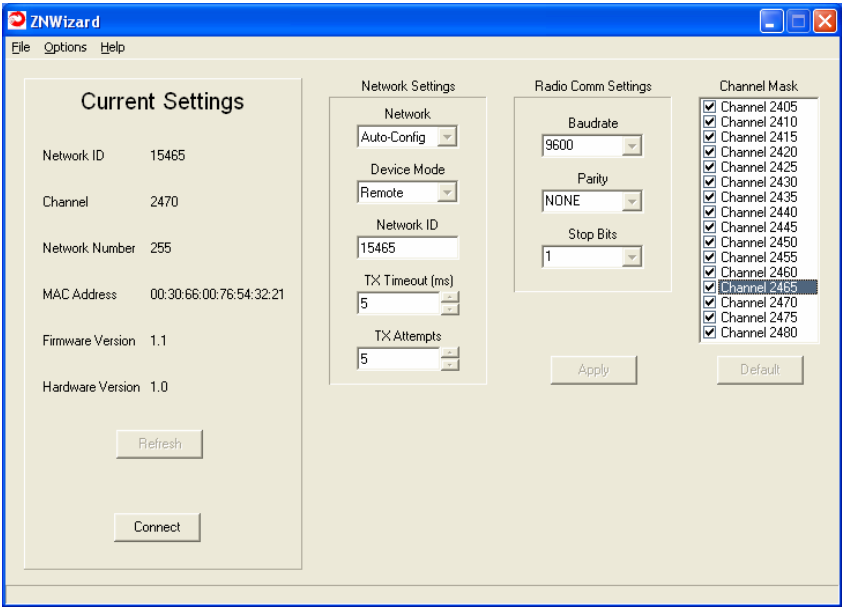 ZNWizard
File Options Help
Current Settings
Network ID 15465
Channel 2470
Network Number 255
MAC Address 00:30:66:00:76:54:32:21
Firmware Version 1.1
Hardware Version 1.0
Refresh
Connect
Network Settings
Network
Auto-Config
Device Mode
Remote
Network ID
15465
TX Timeout (ms)
5
TX Attempts
5
Radio Comm Settings
Baudrate
9600
Parity
NONE
Stop Bits
1
Apply
Channel Mask
Channel 2405
Channel 2410
Channel 2415
Channel 2420
Channel 2425
Channel 2430
Channel 2435
Channel 2440
Channel 2445
Channel 2450
Channel 2455
Channel 2460
Channel 2465
Channel 2470
Channel 2475
Channel 2480
Default